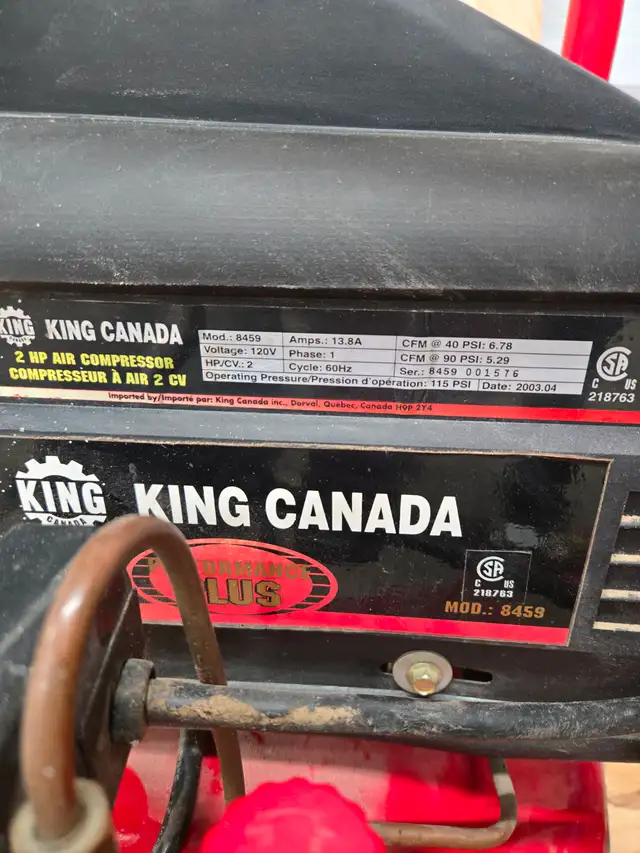 KING
CANADA
KING CANADA
2 HP AIR COMPRESSOR
COMPRESSEUR À AIR 2 CV
Mod.: 8459 Amps.: 13.8A CFM @ 40 PSI: 6.78
Voltage: 120V Phase: 1 CFM @ 90 PSI: 5.29
HP/CV.: 2 Cycle: 60Hz Ser.: 8459 001576
Operating Pressure/Pression d'opération: 115 PSI Date: 2003.04
SA
C US
218763
Imported by/Importé par: King Canada inc., Dorval, Quebec, Canada H9P 2Y4
KING
CANADA
KING CANADA
PERFORMANCE
PLUS
SA
C US
218763
MOD.: 8459